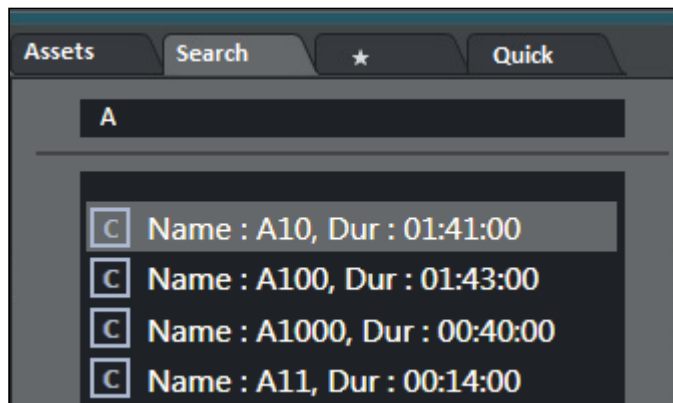 Assets Search ★ Quick
A
C Name : A10, Dur : 01:41:00
C Name : A100, Dur : 01:43:00
C Name : A1000, Dur : 00:40:00
C Name : A11, Dur : 00:14:00